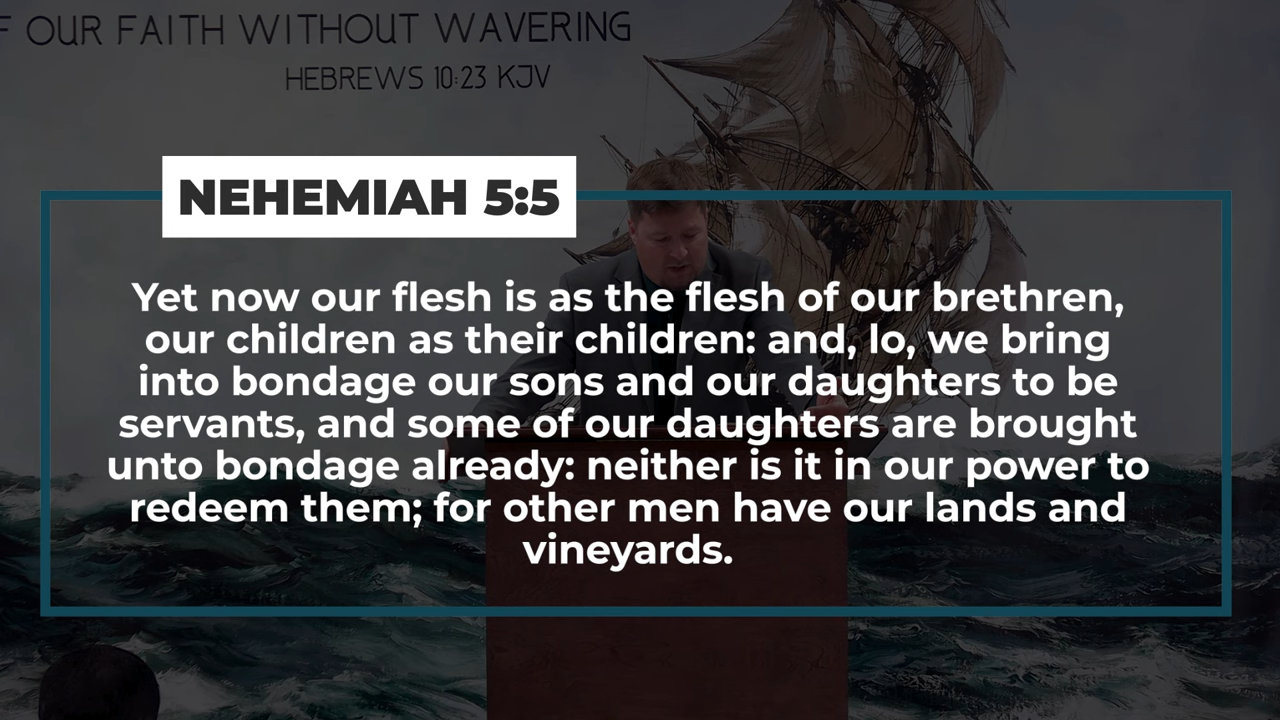 OUR FAITH WITHOUT WAVERING
HEBREWS 10:23 KJV
NEHEMIAH 5:5
Yet now our flesh is as the flesh of our brethren,
our children as their children: and, lo, we bring
into bondage our sons and our daughters to be
servants, and some of our daughters are brought
unto bondage already: neither is it in our power to
redeem them; for other men have our lands and
vineyards.